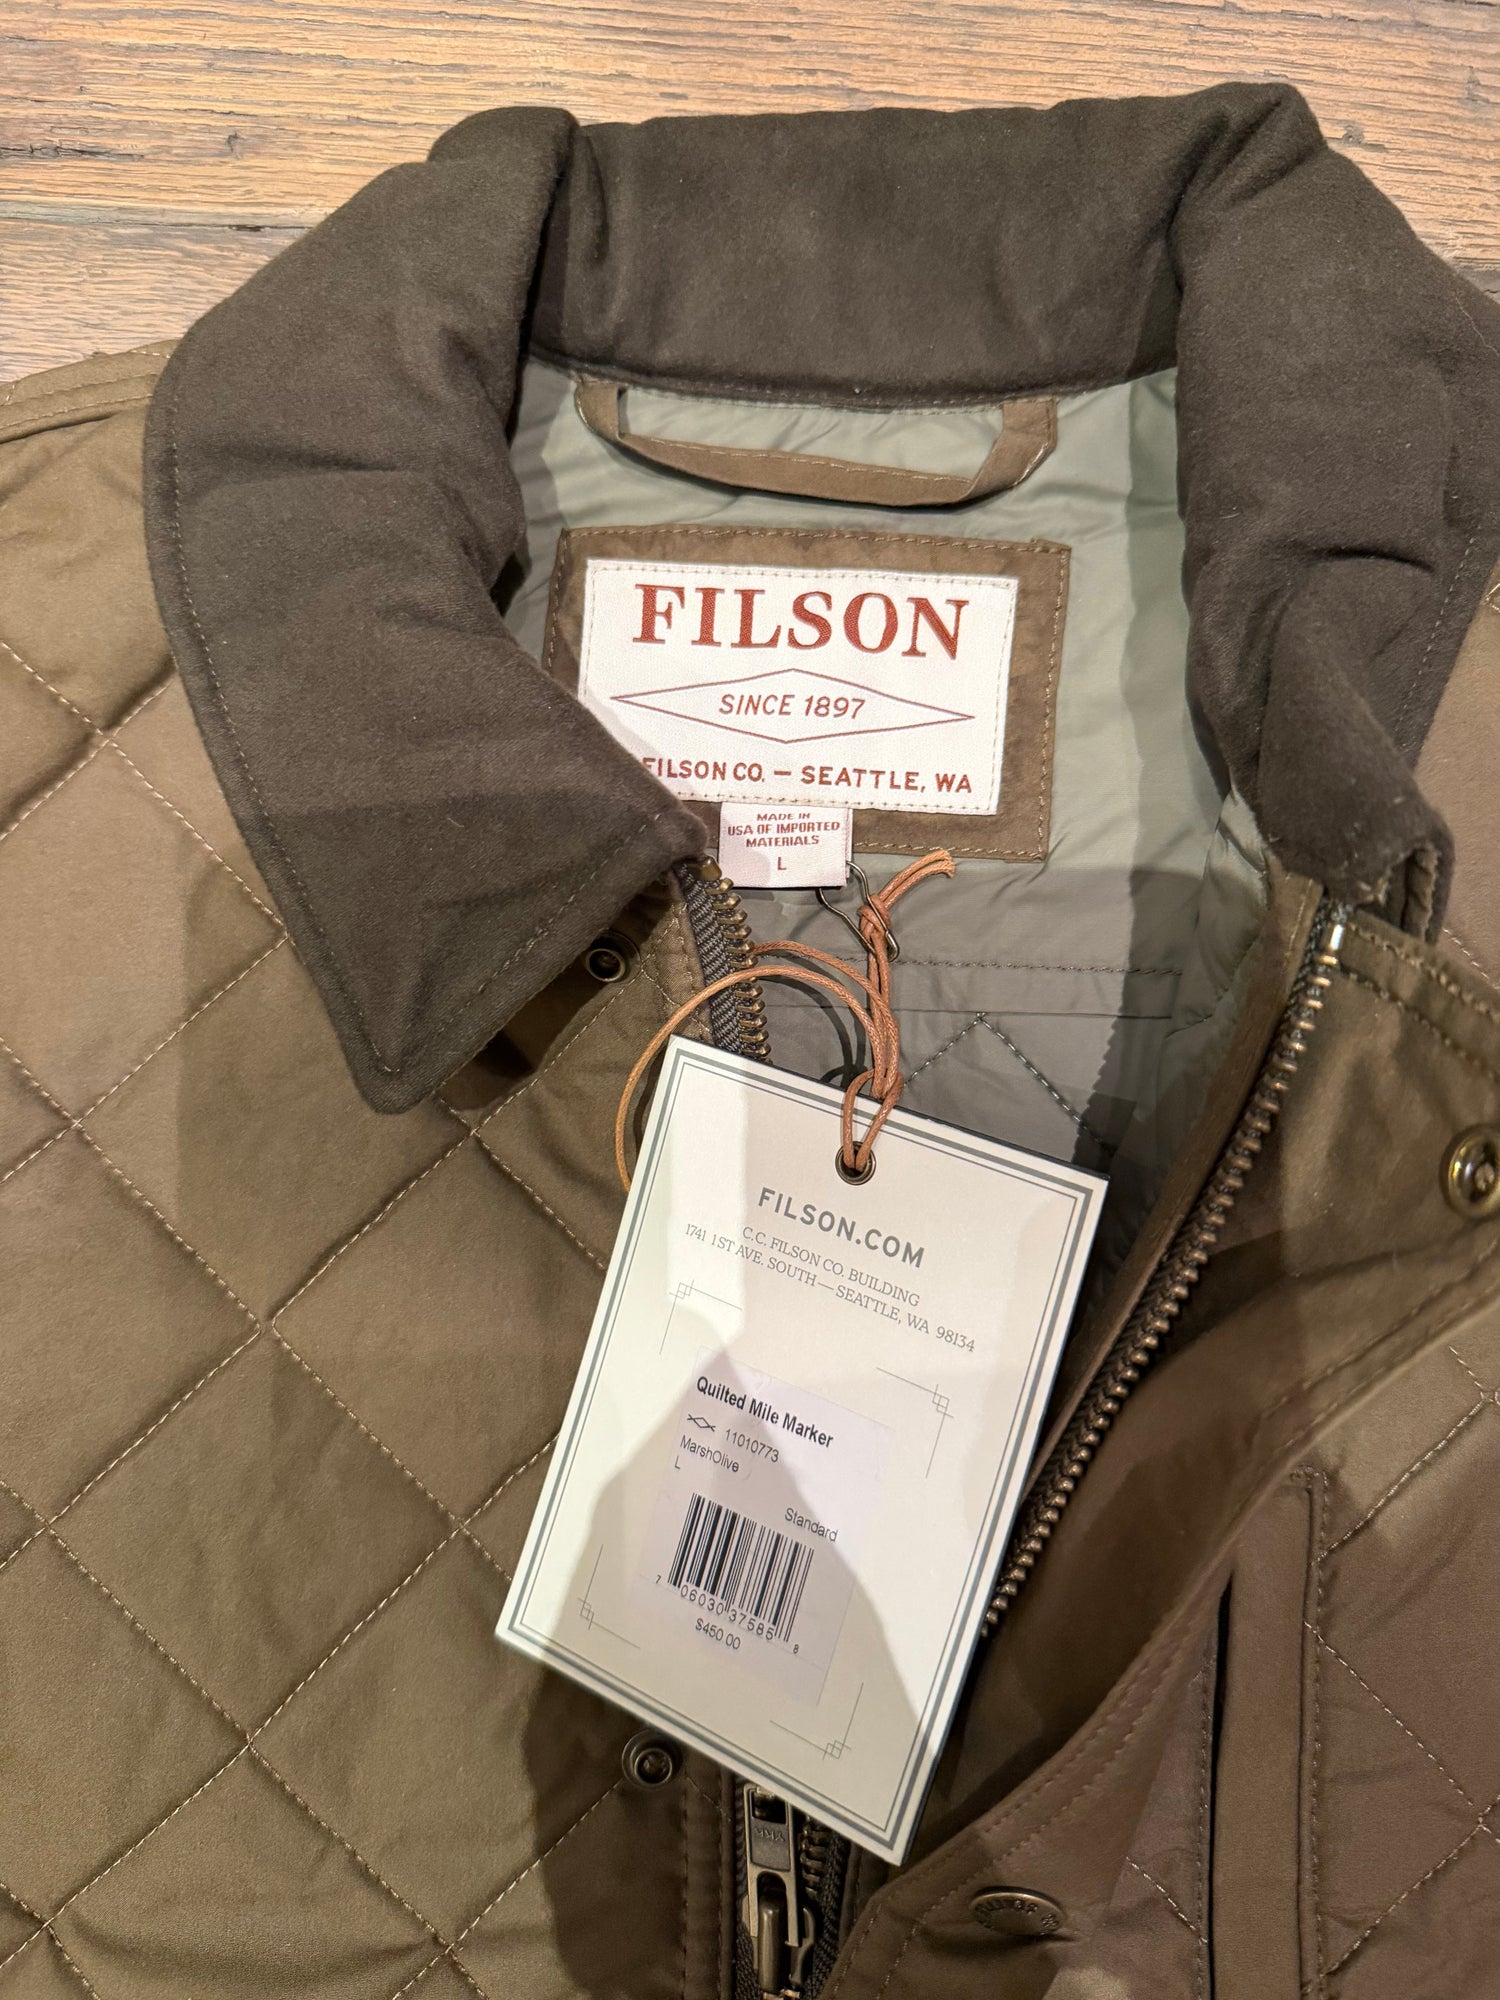 FILSON
SINCE 1897
FILSON CO. — SEATTLE, WA
MADE IN
USA OF IMPORTED
MATERIALS
L
FILSON.COM
C.C. FILSON CO. BUILDING
1741 1ST AVE. SOUTH—SEATTLE, WA 98134
Quilted Mile Marker
11010773
MarshOlive
L
Standard
7 06030 37585 8
$450.00